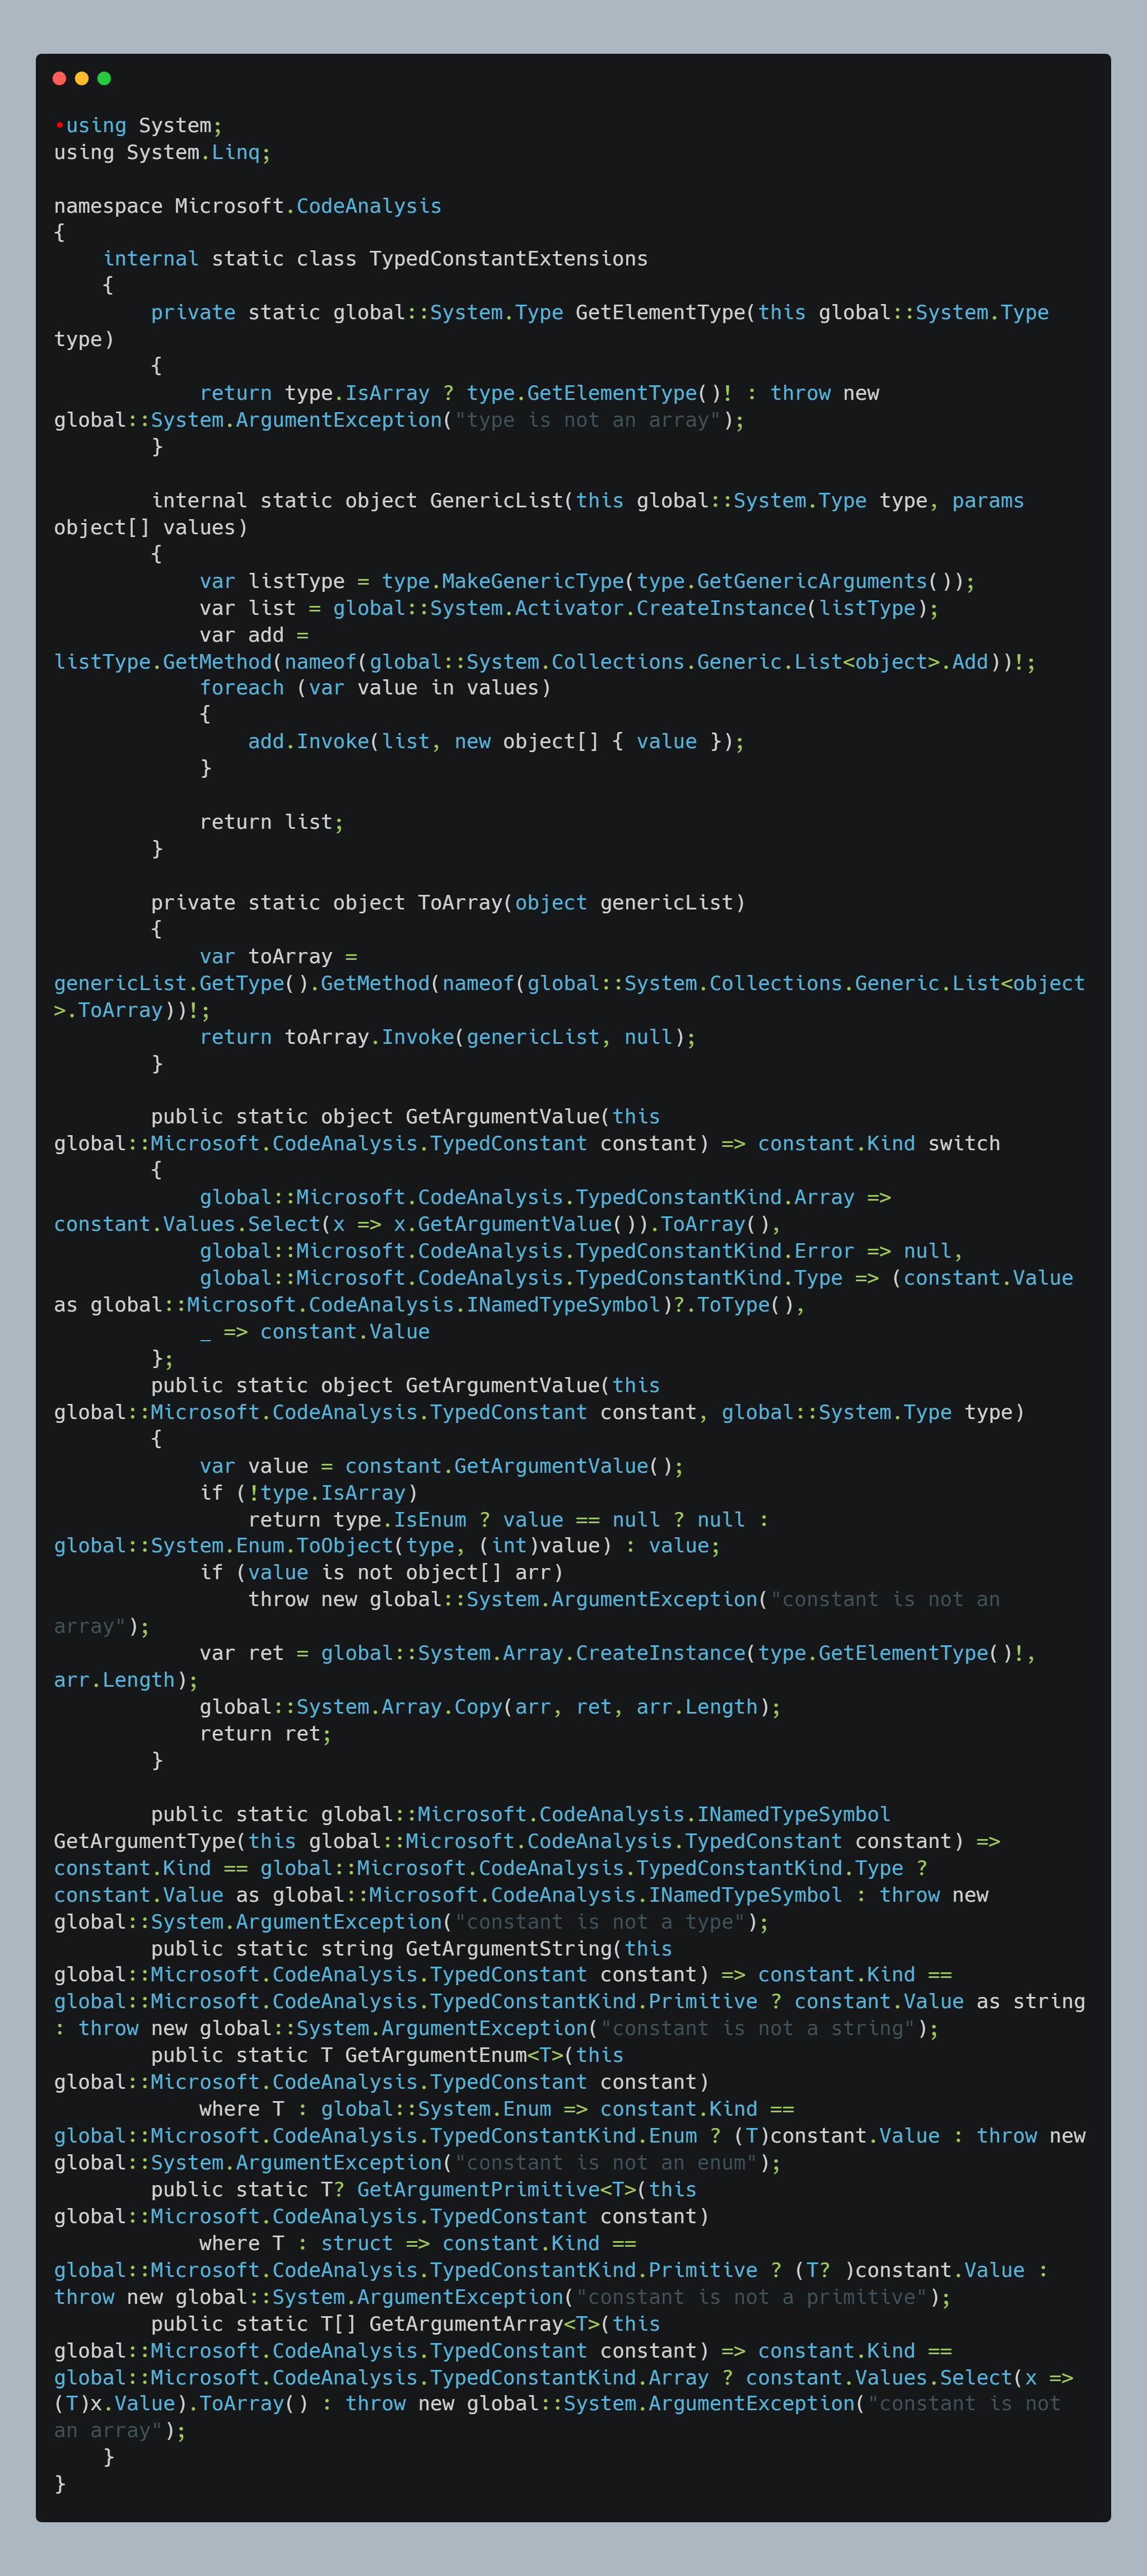 •using System;
using System.Linq;

namespace Microsoft.CodeAnalysis
{
    internal static class TypedConstantExtensions
    {
        private static global::System.Type GetElementType(this global::System.Type
type)
        {
            return type.IsArray ? type.GetElementType()! : throw new
global::System.ArgumentException("type is not an array");
        }

        internal static object GenericList(this global::System.Type type, params
object[] values)
        {
            var listType = type.MakeGenericType(type.GetGenericArguments());
            var list = global::System.Activator.CreateInstance(listType);
            var add =
listType.GetMethod(nameof(global::System.Collections.Generic.List<object>.Add))!;
            foreach (var value in values)
            {
                add.Invoke(list, new object[] { value });
            }

            return list;
        }

        private static object ToArray(object genericList)
        {
            var toArray =
genericList.GetType().GetMethod(nameof(global::System.Collections.Generic.List<object
>.ToArray))!;
            return toArray.Invoke(genericList, null);
        }

        public static object GetArgumentValue(this
global::Microsoft.CodeAnalysis.TypedConstant constant) => constant.Kind switch
        {
            global::Microsoft.CodeAnalysis.TypedConstantKind.Array =>
constant.Values.Select(x => x.GetArgumentValue()).ToArray(),
            global::Microsoft.CodeAnalysis.TypedConstantKind.Error => null,
            global::Microsoft.CodeAnalysis.TypedConstantKind.Type => (constant.Value
as global::Microsoft.CodeAnalysis.INamedTypeSymbol)?.ToType(),
            _ => constant.Value
        };
        public static object GetArgumentValue(this
global::Microsoft.CodeAnalysis.TypedConstant constant, global::System.Type type)
        {
            var value = constant.GetArgumentValue();
            if (!type.IsArray)
                return type.IsEnum ? value == null ? null :
global::System.Enum.ToObject(type, (int)value) : value;
            if (value is not object[] arr)
                throw new global::System.ArgumentException("constant is not an
array");
            var ret = global::System.Array.CreateInstance(type.GetElementType()!,
arr.Length);
            global::System.Array.Copy(arr, ret, arr.Length);
            return ret;
        }

        public static global::Microsoft.CodeAnalysis.INamedTypeSymbol
GetArgumentType(this global::Microsoft.CodeAnalysis.TypedConstant constant) =>
constant.Kind == global::Microsoft.CodeAnalysis.TypedConstantKind.Type ?
constant.Value as global::Microsoft.CodeAnalysis.INamedTypeSymbol : throw new
global::System.ArgumentException("constant is not a type");
        public static string GetArgumentString(this
global::Microsoft.CodeAnalysis.TypedConstant constant) => constant.Kind ==
global::Microsoft.CodeAnalysis.TypedConstantKind.Primitive ? constant.Value as string
: throw new global::System.ArgumentException("constant is not a string");
        public static T GetArgumentEnum<T>(this
global::Microsoft.CodeAnalysis.TypedConstant constant)
            where T : global::System.Enum => constant.Kind ==
global::Microsoft.CodeAnalysis.TypedConstantKind.Enum ? (T)constant.Value : throw new
global::System.ArgumentException("constant is not an enum");
        public static T? GetArgumentPrimitive<T>(this
global::Microsoft.CodeAnalysis.TypedConstant constant)
            where T : struct => constant.Kind ==
global::Microsoft.CodeAnalysis.TypedConstantKind.Primitive ? (T? )constant.Value :
throw new global::System.ArgumentException("constant is not a primitive");
        public static T[] GetArgumentArray<T>(this
global::Microsoft.CodeAnalysis.TypedConstant constant) => constant.Kind ==
global::Microsoft.CodeAnalysis.TypedConstantKind.Array ? constant.Values.Select(x =>
(T)x.Value).ToArray() : throw new global::System.ArgumentException("constant is not
an array");
    }
}